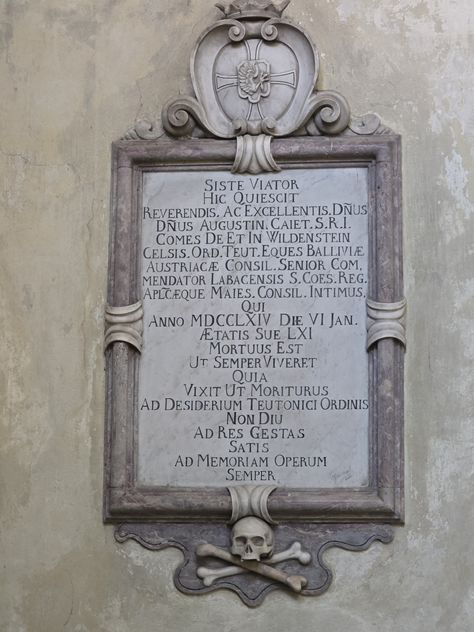 SISTE VIATOR
HIC QUIESCIT
REVERENDIS. AC EXCELLENTIS. DÑUS
DÑUS AUGUSTIN. CAIET. S.R.I.
COMES DE ET IN WILDENSTEIN
CELSIS. ORD. TEUT. EQUES BALLIVIÆ
AUSTRIACÆ CONSIL. SENIOR COM,
MENDATOR LABACENSIS S. COES. REG.
APLCÆQUE MAIES. CONSIL. INTIMUS,
QUI
ANNO MDCCLXIV DIE VI JAN.
ÆTATIS SUE LXI
MORTUUS EST
UT SEMPER VIVERET
QUIA
VIXIT UT MORITURUS
AD DESIDERIUM TEUTONICI ORDINIS
NON DIU
AD RES GESTAS
SATIS
AD MEMORIAM OPERUM
SEMPER